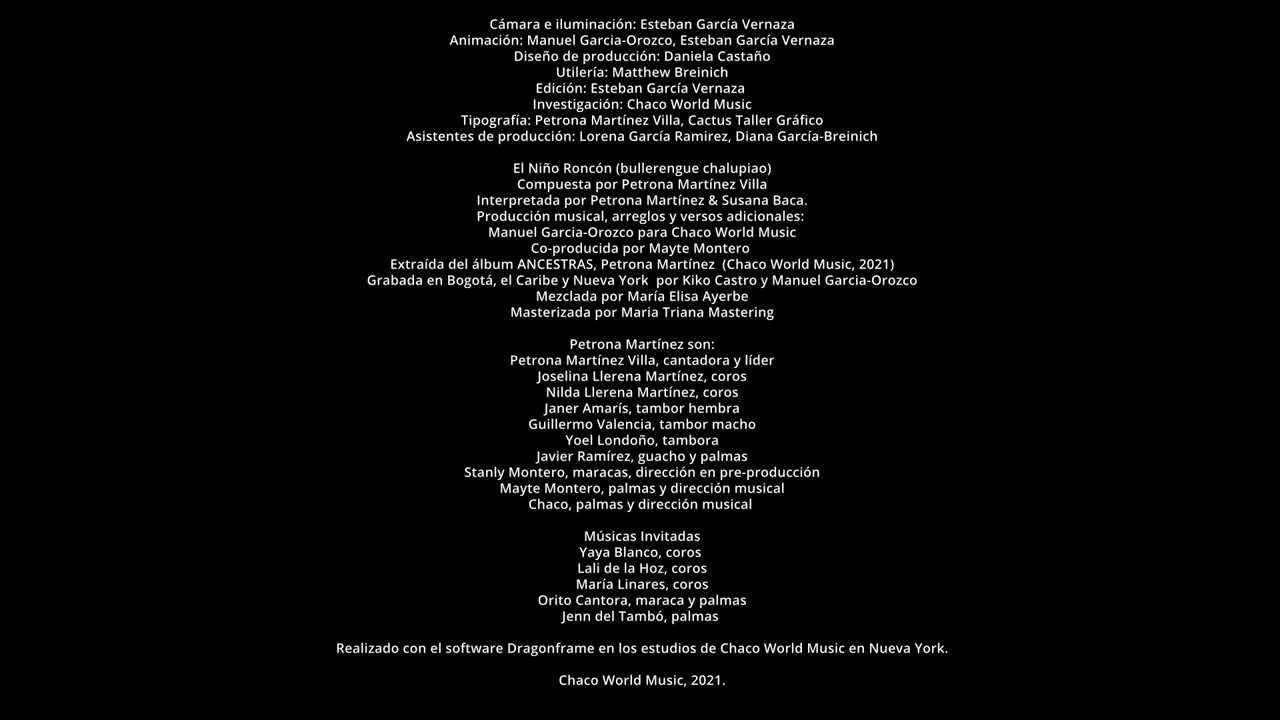 Cámara e iluminación: Esteban García Vernaza
Animación: Manuel Garcia-Orozco, Esteban García Vernaza
Diseño de producción: Daniela Castaño
Utilería: Matthew Breinich
Edición: Esteban García Vernaza
Investigación: Chaco World Music
Tipografía: Petrona Martínez Villa, Cactus Taller Gráfico
Asistentes de producción: Lorena García Ramirez, Diana García-Breinich
El Niño Roncón (bullerengue chalupiao)
Compuesta por Petrona Martínez Villa
Interpretada por Petrona Martínez & Susana Baca.
Producción musical, arreglos y versos adicionales:
Manuel Garcia-Orozco para Chaco World Music
Co-producida por Mayte Montero
Extraída del álbum ANCESTRAS, Petrona Martínez (Chaco World Music, 2021)
Grabada en Bogotá, el Caribe y Nueva York por Kiko Castro y Manuel Garcia-Orozco
Mezclada por María Elisa Ayerbe
Masterizada por Maria Triana Mastering
Petrona Martínez son:
Petrona Martínez Villa, cantadora y líder
Joselina Llerena Martínez, coros
Nilda Llerena Martínez, coros
Janer Amarís, tambor hembra
Guillermo Valencia, tambor macho
Yoel Londoño, tambora
Javier Ramírez, guacho y palmas
Stanly Montero, maracas, dirección en pre-producción
Mayte Montero, palmas y dirección musical
Chaco, palmas y dirección musical
Músicas Invitadas
Yaya Blanco, coros
Lali de la Hoz, coros
María Linares, coros
Orito Cantora, maraca y palmas
Jenn del Tambó, palmas
Realizado con el software Dragonframe en los estudios de Chaco World Music en Nueva York.
Chaco World Music, 2021.